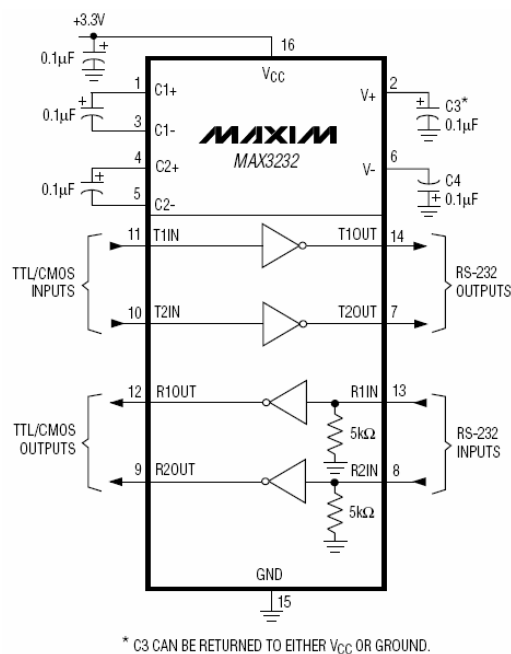 +3.3V
16
0.1µF
+
VCC
1
C1+
0.1µF
+
3
C1-
4
C2+
0.1µF
+
5
C2-
MAXIM
MAX3232
2
V+
+
C3*
0.1µF
6
V-
C4
+
0.1µF
TTL/CMOS
INPUTS
11
T1IN
T1OUT
14
10
T2IN
T2OUT
7
RS-232
OUTPUTS
TTL/CMOS
OUTPUTS
12
R1OUT
R1IN
13
5kΩ
9
R2OUT
R2IN
8
5kΩ
RS-232
INPUTS
GND
15
* C3 CAN BE RETURNED TO EITHER VCC OR GROUND.